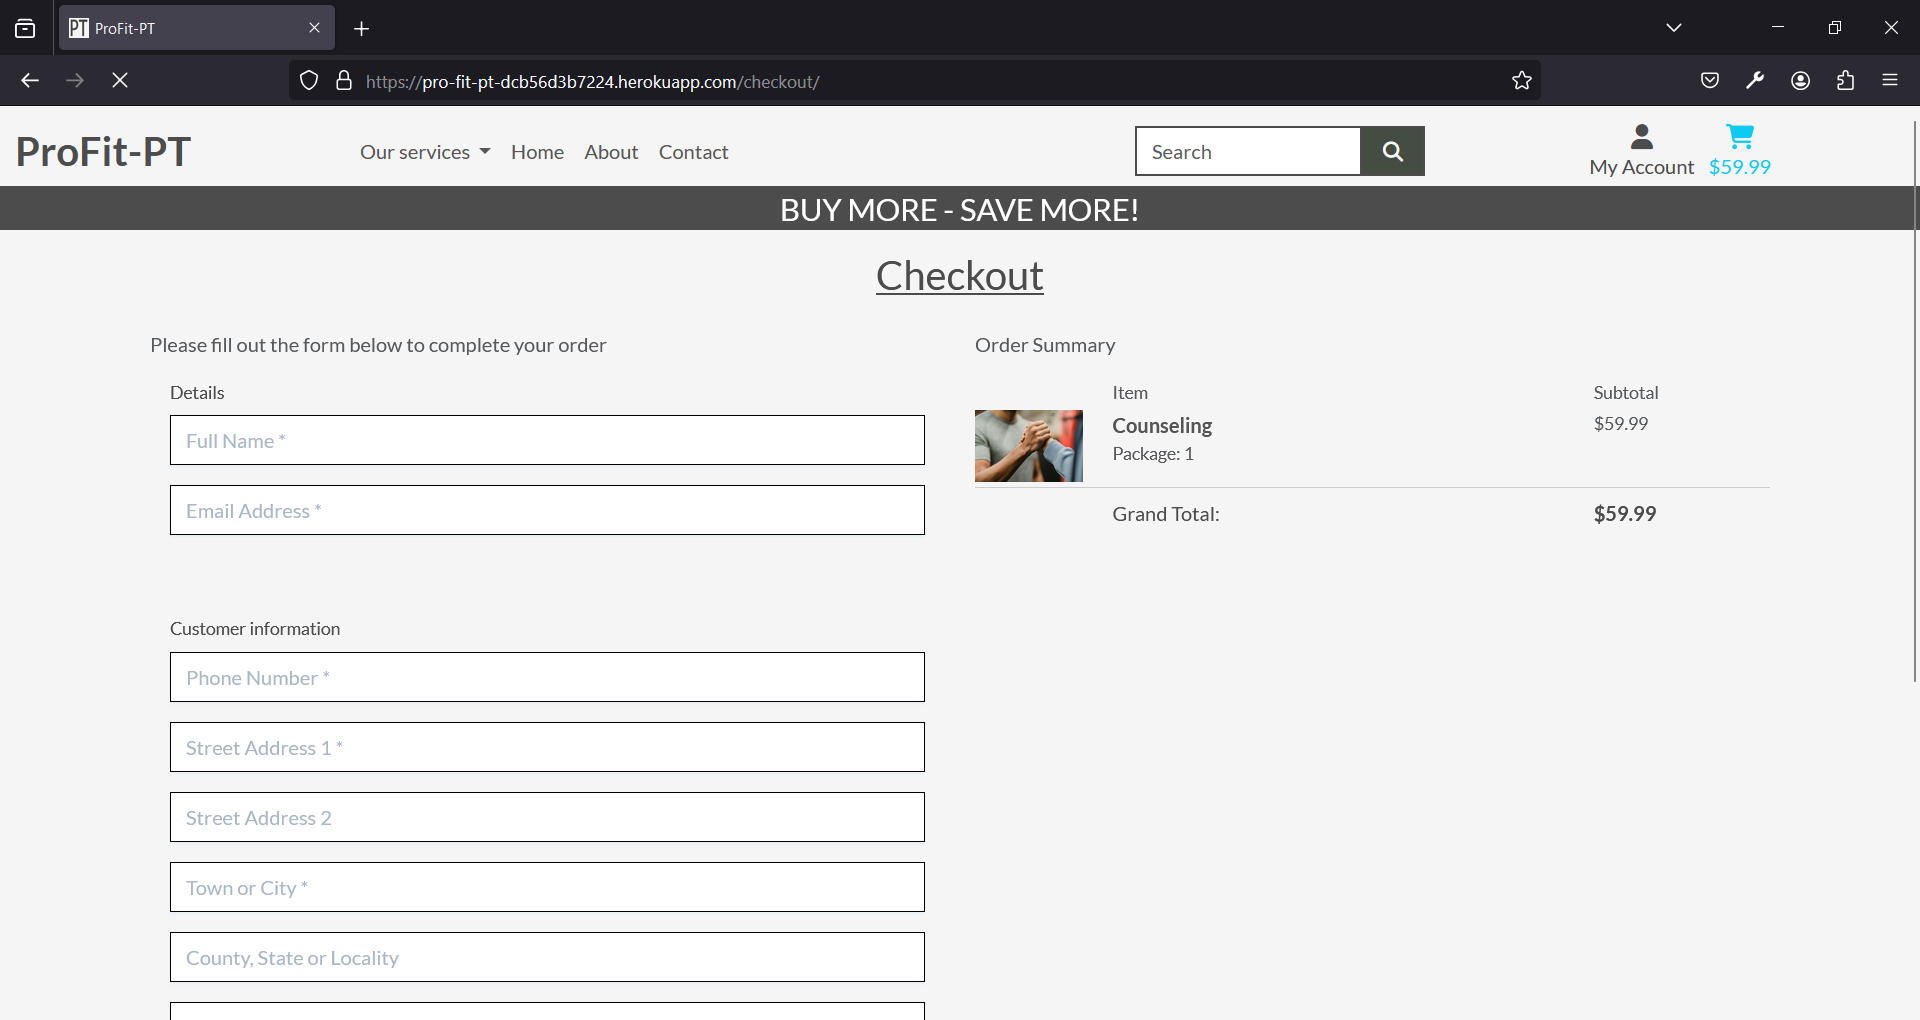 PT ProFit-PT
https://pro-fit-pt-dcb56d3b7224.herokuapp.com/checkout/
ProFit-PT
Our services
Home
About
Contact
Search
My Account
$59.99
BUY MORE - SAVE MORE!
Checkout
Please fill out the form below to complete your order
Details
Full Name *
Email Address *
Customer information
Phone Number *
Street Address 1 *
Street Address 2
Town or City *
County, State or Locality
Order Summary
Item
Subtotal
Counseling
$59.99
Package: 1
Grand Total:
$59.99